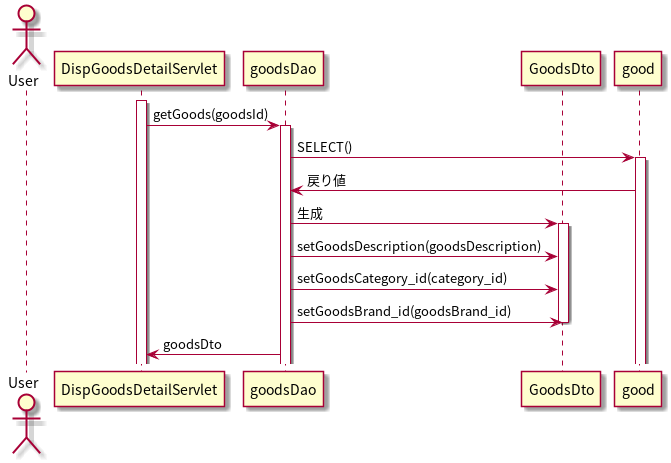 User
DispGoodsDetailServlet
goodsDao
GoodsDto
good
getGoods(goodsId)
SELECT()
戻り値
生成
setGoodsDescription(goodsDescription)
setGoodsCategory_id(category_id)
setGoodsBrand_id(goodsBrand_id)
goodsDto
User
DispGoodsDetailServlet
goodsDao
GoodsDto
good